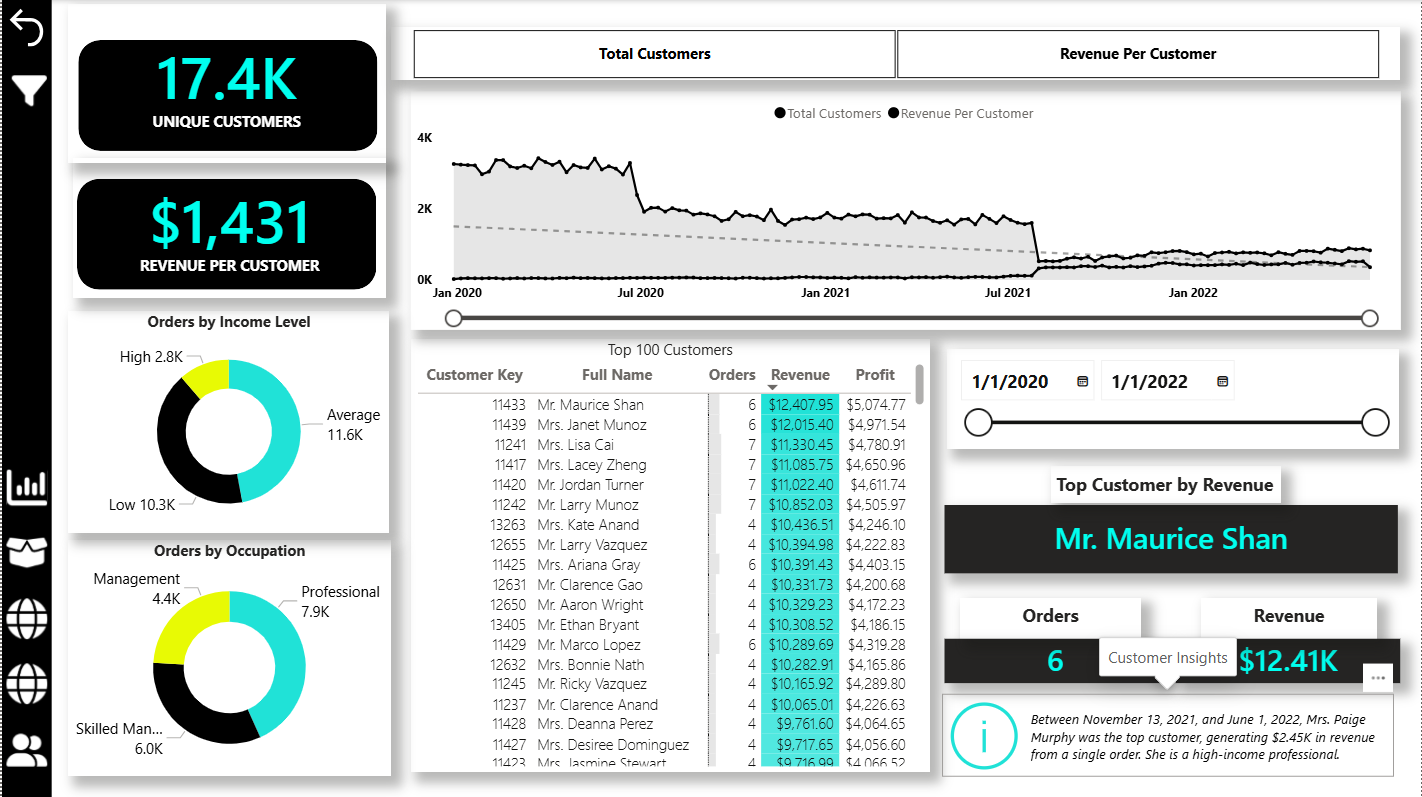 17.4K
UNIQUE CUSTOMERS
$1,431
REVENUE PER CUSTOMER
Orders by Income Level
High 2.8K
Average
11.6K
Low 10.3K
Orders by Occupation
Management
4.4K
Professional
7.9K
Skilled Man...
6.0K
Total Customers
Revenue Per Customer
Total Customers Revenue Per Customer
4K
2K
0K
Jan 2020 Jul 2020 Jan 2021 Jul 2021 Jan 2022
Top 100 Customers
Customer Key Full Name Orders Revenue Profit
11433 Mr. Maurice Shan 6 $12,407.95 $5,074.77
11439 Mrs. Janet Munoz 6 $12,015.40 $4,971.54
11241 Mrs. Lisa Cai 7 $11,330.45 $4,780.91
11417 Mrs. Lacey Zheng 7 $11,085.75 $4,650.96
11420 Mr. Jordan Turner 7 $11,022.40 $4,611.74
11242 Mr. Larry Munoz 7 $10,852.03 $4,505.97
13263 Mrs. Kate Anand 4 $10,436.51 $4,246.10
12655 Mr. Larry Vazquez 4 $10,394.98 $4,222.83
11425 Mrs. Ariana Gray 6 $10,391.43 $4,403.15
12631 Mr. Clarence Gao 4 $10,331.73 $4,200.68
12650 Mr. Aaron Wright 4 $10,329.23 $4,172.23
13405 Mr. Ethan Bryant 4 $10,308.52 $4,186.15
11429 Mr. Marco Lopez 6 $10,289.69 $4,319.28
12632 Mrs. Bonnie Nath 4 $10,282.91 $4,165.86
11245 Mr. Ricky Vazquez 4 $10,165.92 $4,289.80
11237 Mr. Clarence Anand 4 $10,065.01 $4,226.63
11428 Mrs. Deanna Perez 4 $9,761.60 $4,064.65
11427 Mrs. Desiree Dominguez 4 $9,717.65 $4,056.60
11423 Mrs. Jasmine Stewart 4 $9,716.99 $4,066.52
1/1/2020 1/1/2022
Top Customer by Revenue
Mr. Maurice Shan
Orders Revenue
6 $12.41K
Customer Insights
Between November 13, 2021, and June 1, 2022, Mrs. Paige
Murphy was the top customer, generating $2.45K in revenue
from a single order. She is a high-income professional.